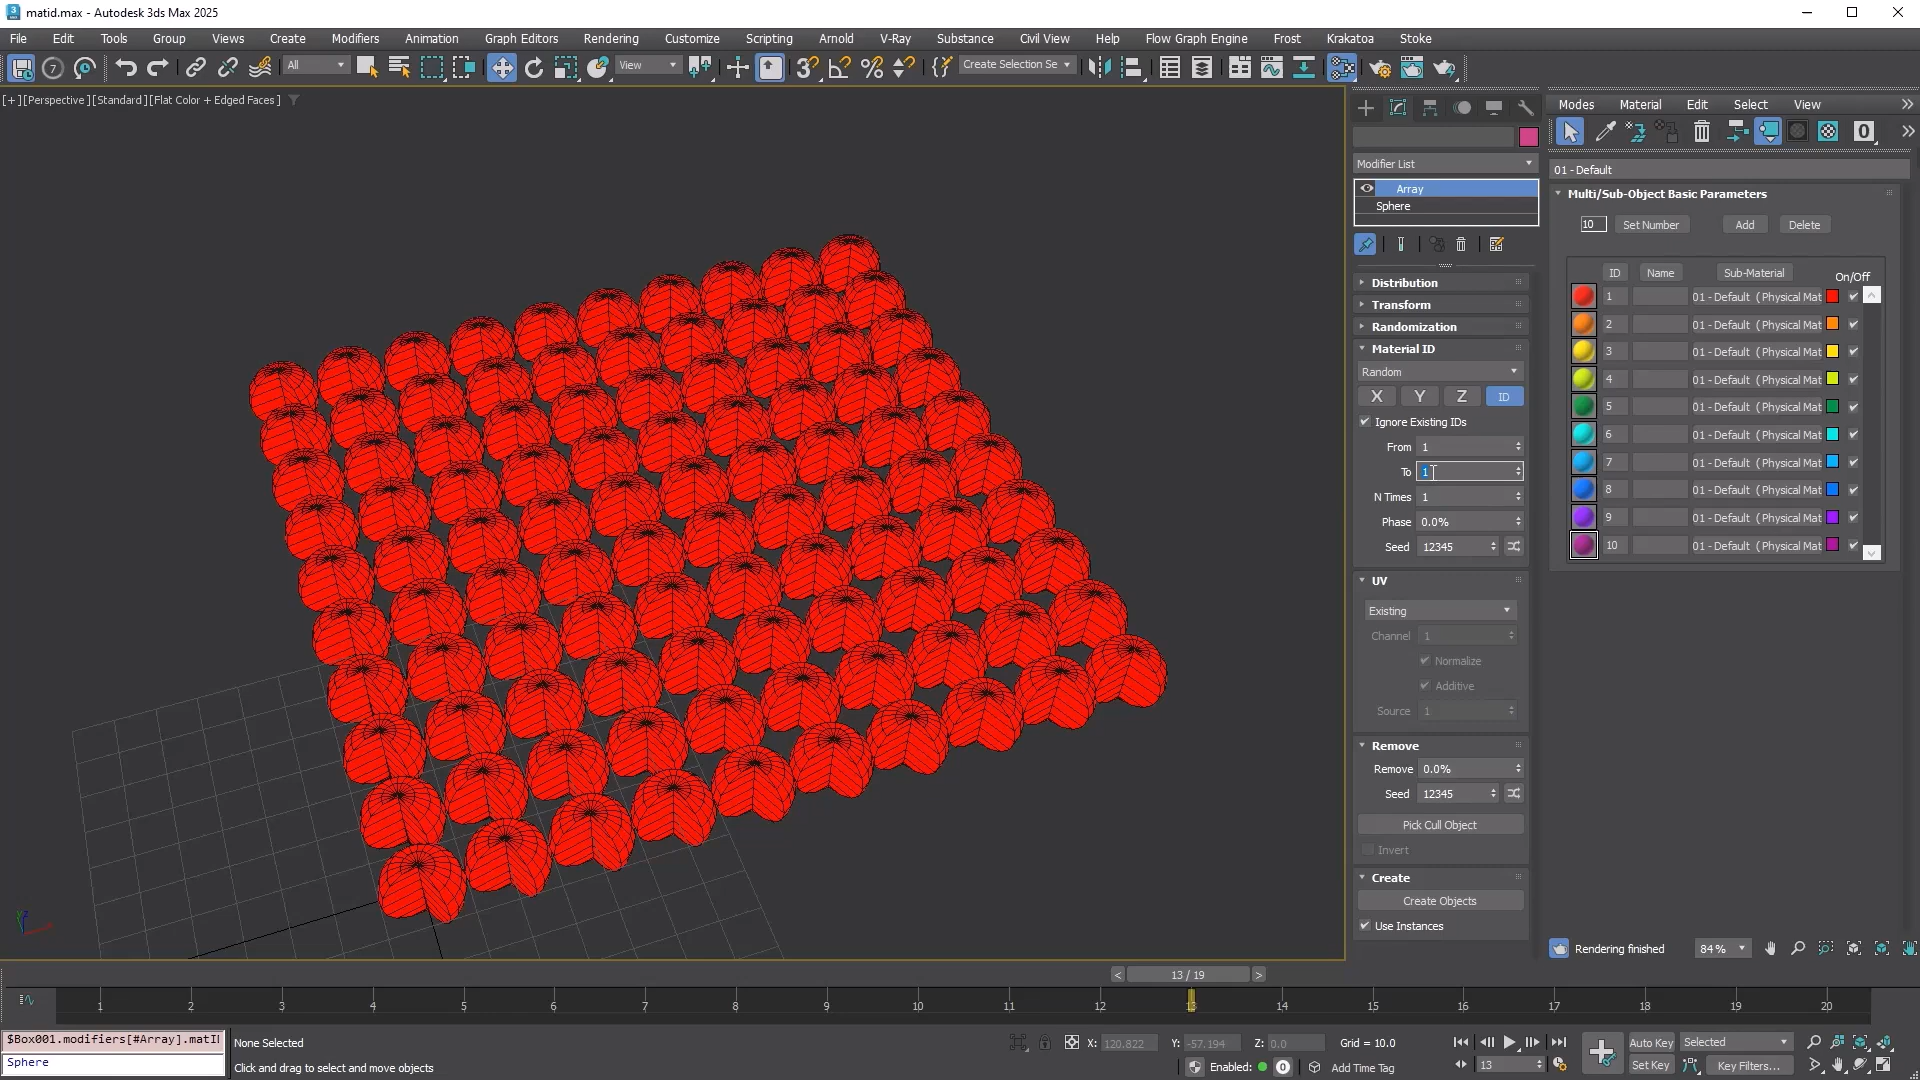 matid.max - Autodesk 3ds Max 2025
File Edit Tools Group Views Create Modifiers Animation Graph Editors Rendering Customize Scripting Arnold V-Ray Substance Civil View Help Flow Graph Engine Frost Krakatoa Stoke
7 All View Create Selection Se
[+][Perspective][Standard][Flat Color + Edged Faces]
Modes Material Edit Select View
Modifier List
Array
Sphere
Distribution
Transform
Randomization
Material ID
Random
X Y Z ID
Ignore Existing IDs
From 1
To 1
N Times 1
Phase 0.0%
Seed 12345
UV
Existing
Channel 1
Normalize
Additive
Source 1
Remove
Remove 0.0%
Seed 12345
Pick Cull Object
Invert
Create
Create Objects
Use Instances
01 - Default
Multi/Sub-Object Basic Parameters
10 Set Number Add Delete
ID Name Sub-Material On/Off
1 01 - Default (Physical Mat
2 01 - Default (Physical Mat
3 01 - Default (Physical Mat
4 01 - Default (Physical Mat
5 01 - Default (Physical Mat
6 01 - Default (Physical Mat
7 01 - Default (Physical Mat
8 01 - Default (Physical Mat
9 01 - Default (Physical Mat
10 01 - Default (Physical Mat
Rendering finished 84%
< 13 / 19 >
1 2 3 4 5 6 7 8 9 10 11 12 13 14 15 16 17 18 19 20
$Box001.modifiers[#Array].matI
Sphere
None Selected
Click and drag to select and move objects
X: 120.822 Y: -57.194 Z: 0.0 Grid = 10.0
Enabled: 0 Add Time Tag
13
Auto Key Selected
Set Key Key Filters...